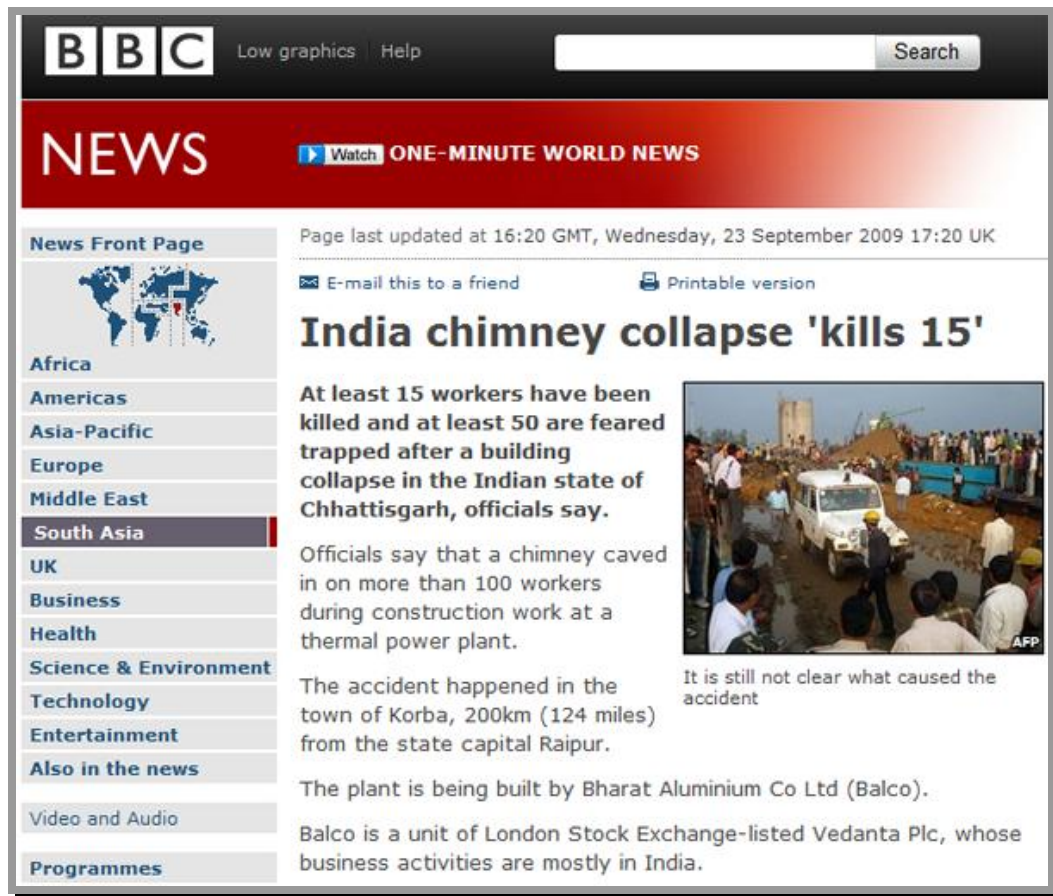 BBC Low graphics Help Search
NEWS Watch ONE-MINUTE WORLD NEWS
News Front Page
Africa
Americas
Asia-Pacific
Europe
Middle East
South Asia
UK
Business
Health
Science & Environment
Technology
Entertainment
Also in the news
Video and Audio
Programmes
Page last updated at 16:20 GMT, Wednesday, 23 September 2009 17:20 UK
E-mail this to a friend Printable version
India chimney collapse 'kills 15'
At least 15 workers have been
killed and at least 50 are feared
trapped after a building
collapse in the Indian state of
Chhattisgarh, officials say.
Officials say that a chimney caved
in on more than 100 workers
during construction work at a
thermal power plant.
The accident happened in the
town of Korba, 200km (124 miles)
from the state capital Raipur.
AFP
It is still not clear what caused the
accident
The plant is being built by Bharat Aluminium Co Ltd (Balco).
Balco is a unit of London Stock Exchange-listed Vedanta Plc, whose
business activities are mostly in India.